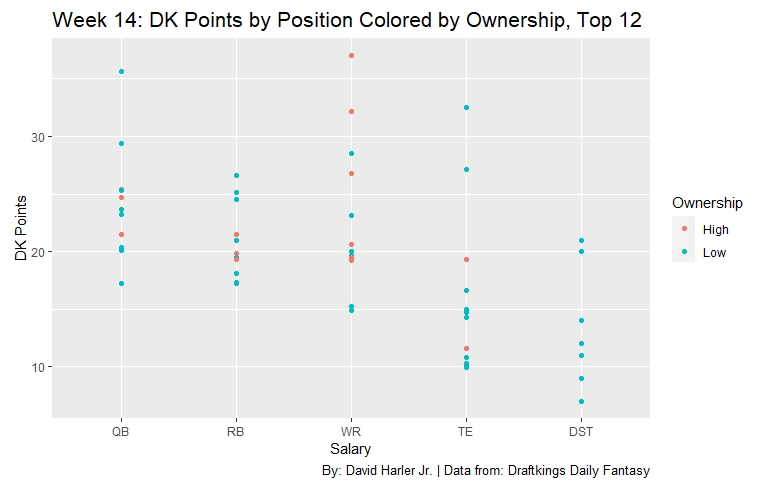 Week 14: DK Points by Position Colored by Ownership, Top 12
DK Points
30
20
10
QB RB WR TE DST
Salary
Ownership
High
Low
By: David Harler Jr. | Data from: Draftkings Daily Fantasy